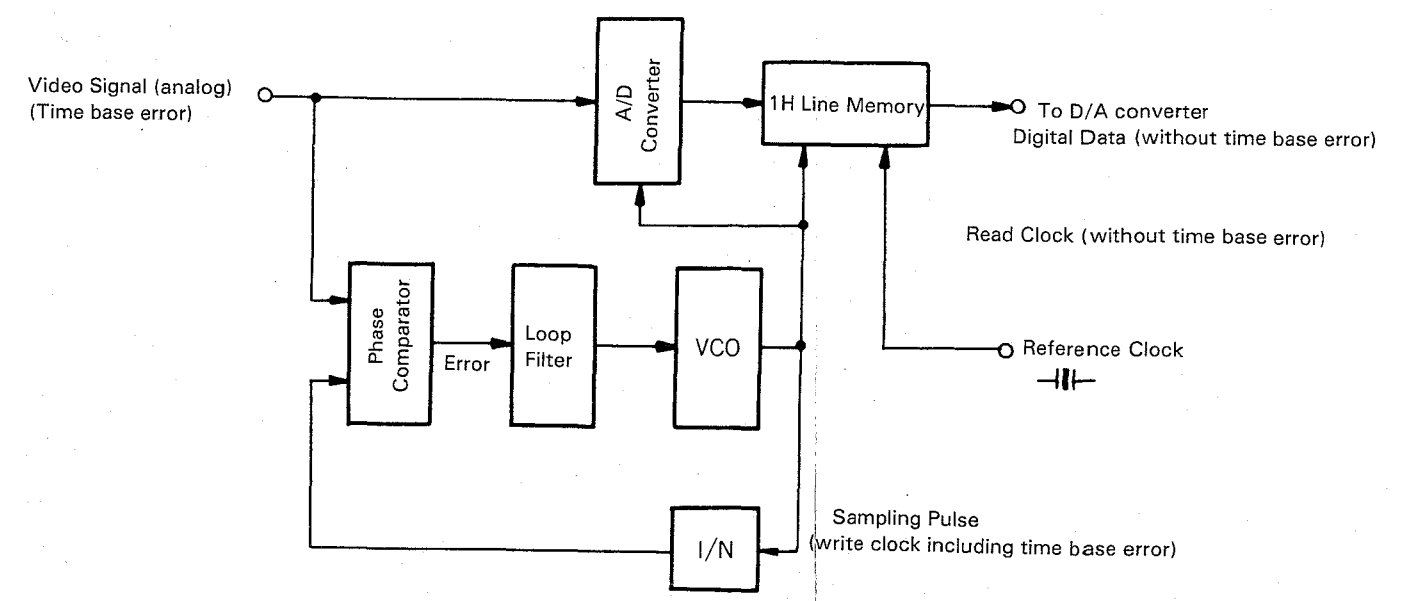 Video Signal (analog)
(Time base error)
A/D
Converter
1H Line Memory
To D/A converter
Digital Data (without time base error)
Read Clock (without time base error)
Phase
Comparator
Error
Loop
Filter
VCO
Reference Clock
I/N
Sampling Pulse
(write clock including time base error)